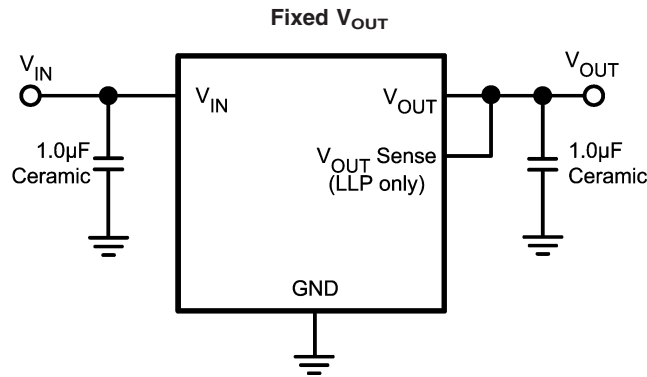 Fixed VOUT
VIN
VOUT
VIN
VOUT
1.0µF
Ceramic
VOUT Sense
(LLP only)
1.0µF
Ceramic
GND